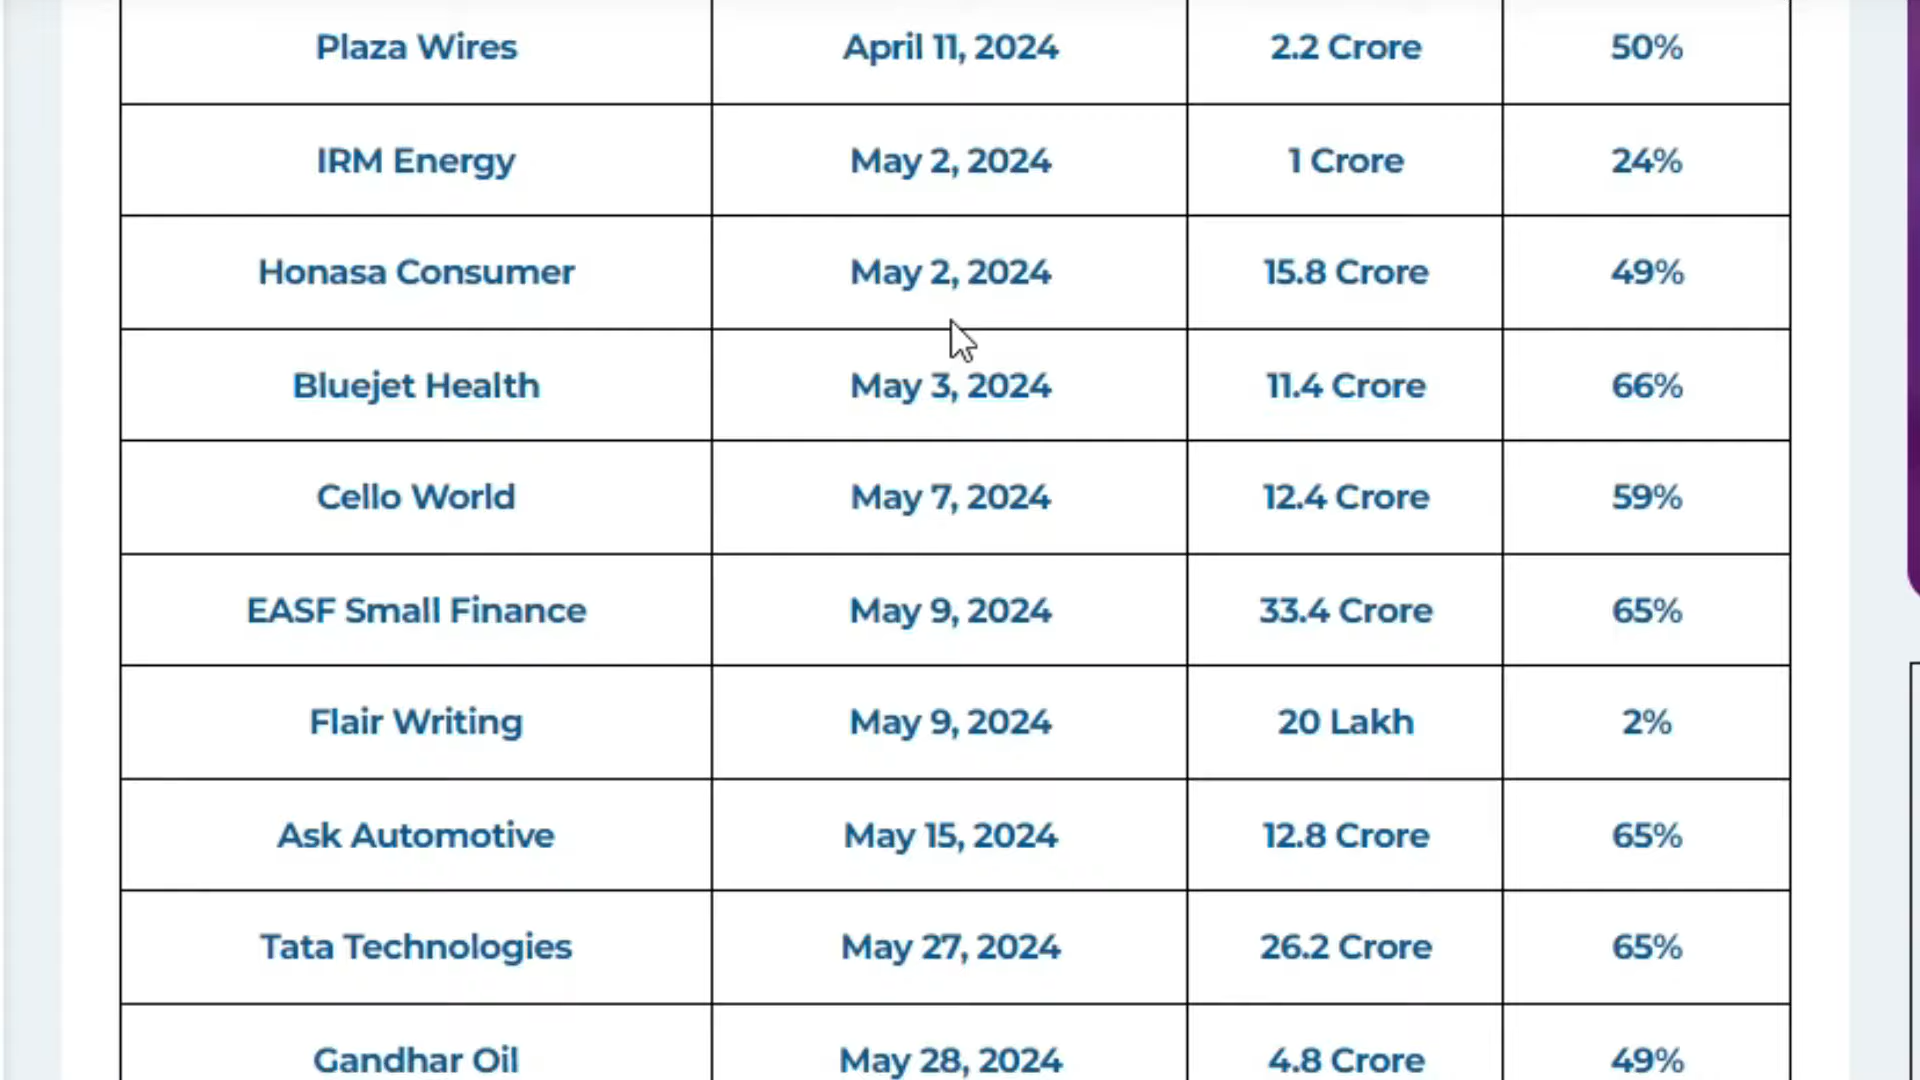 Plaza Wires April 11, 2024 2.2 Crore 50%
IRM Energy May 2, 2024 1 Crore 24%
Honasa Consumer May 2, 2024 15.8 Crore 49%
Bluejet Health May 3, 2024 11.4 Crore 66%
Cello World May 7, 2024 12.4 Crore 59%
EASF Small Finance May 9, 2024 33.4 Crore 65%
Flair Writing May 9, 2024 20 Lakh 2%
Ask Automotive May 15, 2024 12.8 Crore 65%
Tata Technologies May 27, 2024 26.2 Crore 65%
Gandhar Oil May 28, 2024 4.8 Crore 49%